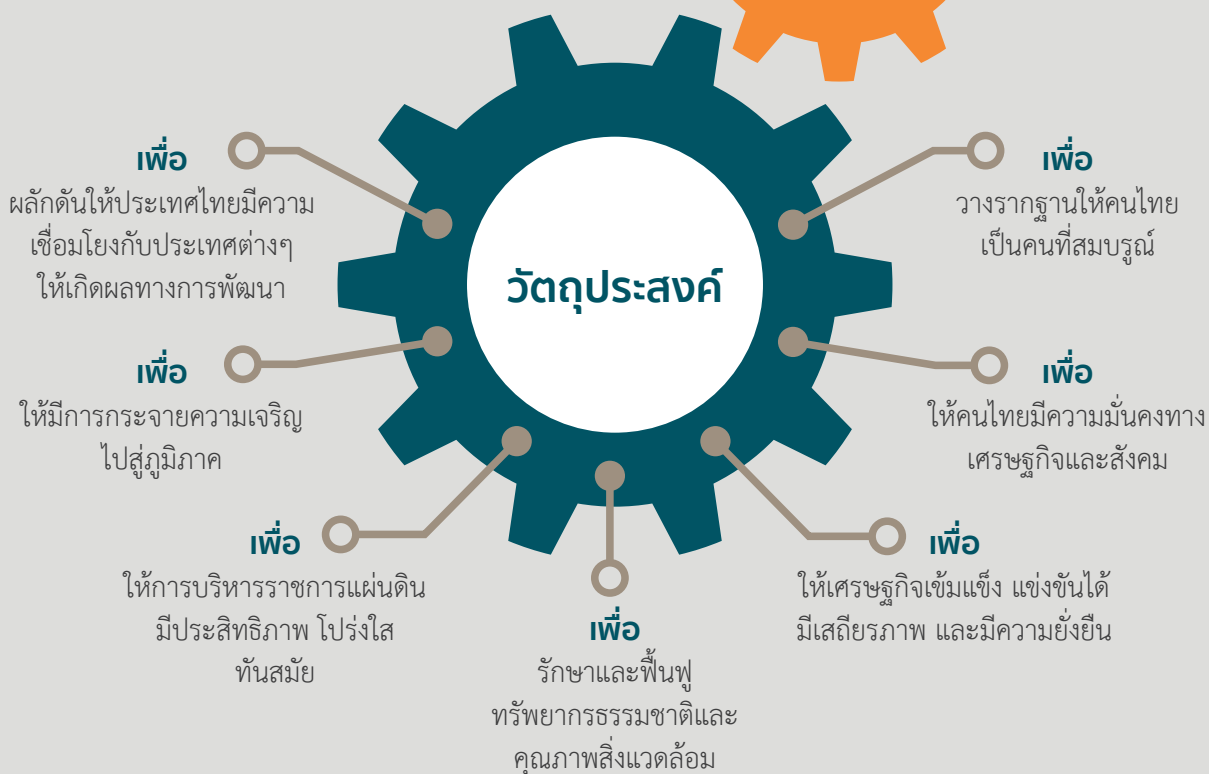 วัตถุประสงค์
เพื่อ
วางรากฐานให้คนไทย
เป็นคนที่สมบรูณ์
เพื่อ
ให้คนไทยมีความมั่นคงทาง
เศรษฐกิจและสังคม
เพื่อ
ให้เศรษฐกิจเข้มแข็ง แข่งขันได้
มีเสถียรภาพ และมีความยั่งยืน
เพื่อ
รักษาและฟื้นฟู
ทรัพยากรธรรมชาติและ
คุณภาพสิ่งแวดล้อม
เพื่อ
ให้การบริหารราชการแผ่นดิน
มีประสิทธิภาพ โปร่งใส
ทันสมัย
เพื่อ
ให้มีการกระจายความเจริญ
ไปสู่ภูมิภาค
เพื่อ
ผลักดันให้ประเทศไทยมีความ
เชื่อมโยงกับประเทศต่างๆ
ให้เกิดผลทางการพัฒนา